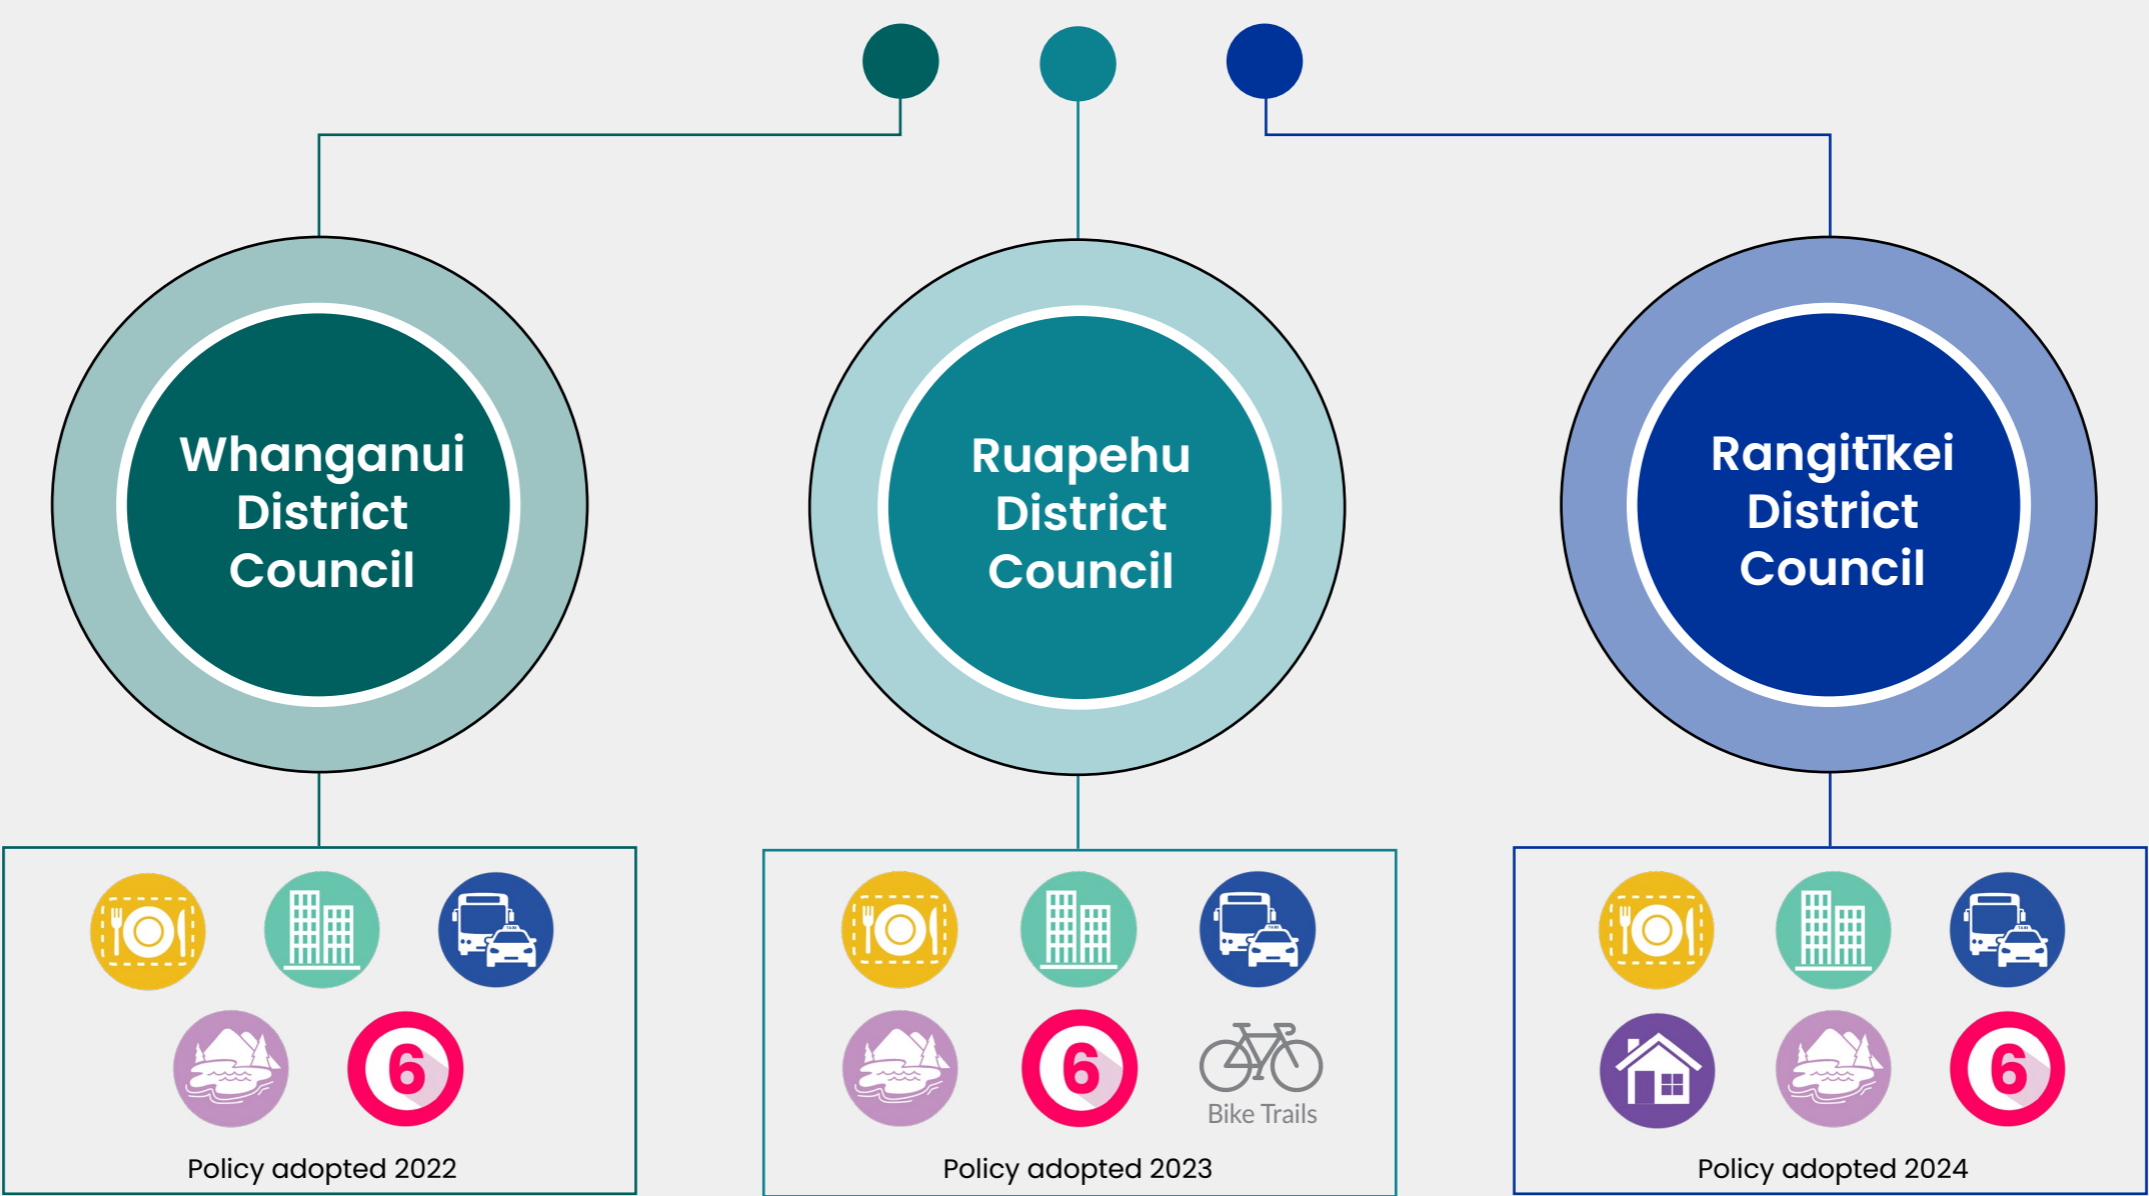 Whanganui
District
Council
Ruapehu
District
Council
Rangitīkei
District
Council
6
Policy adopted 2022
6
Bike Trails
Policy adopted 2023
6
Policy adopted 2024